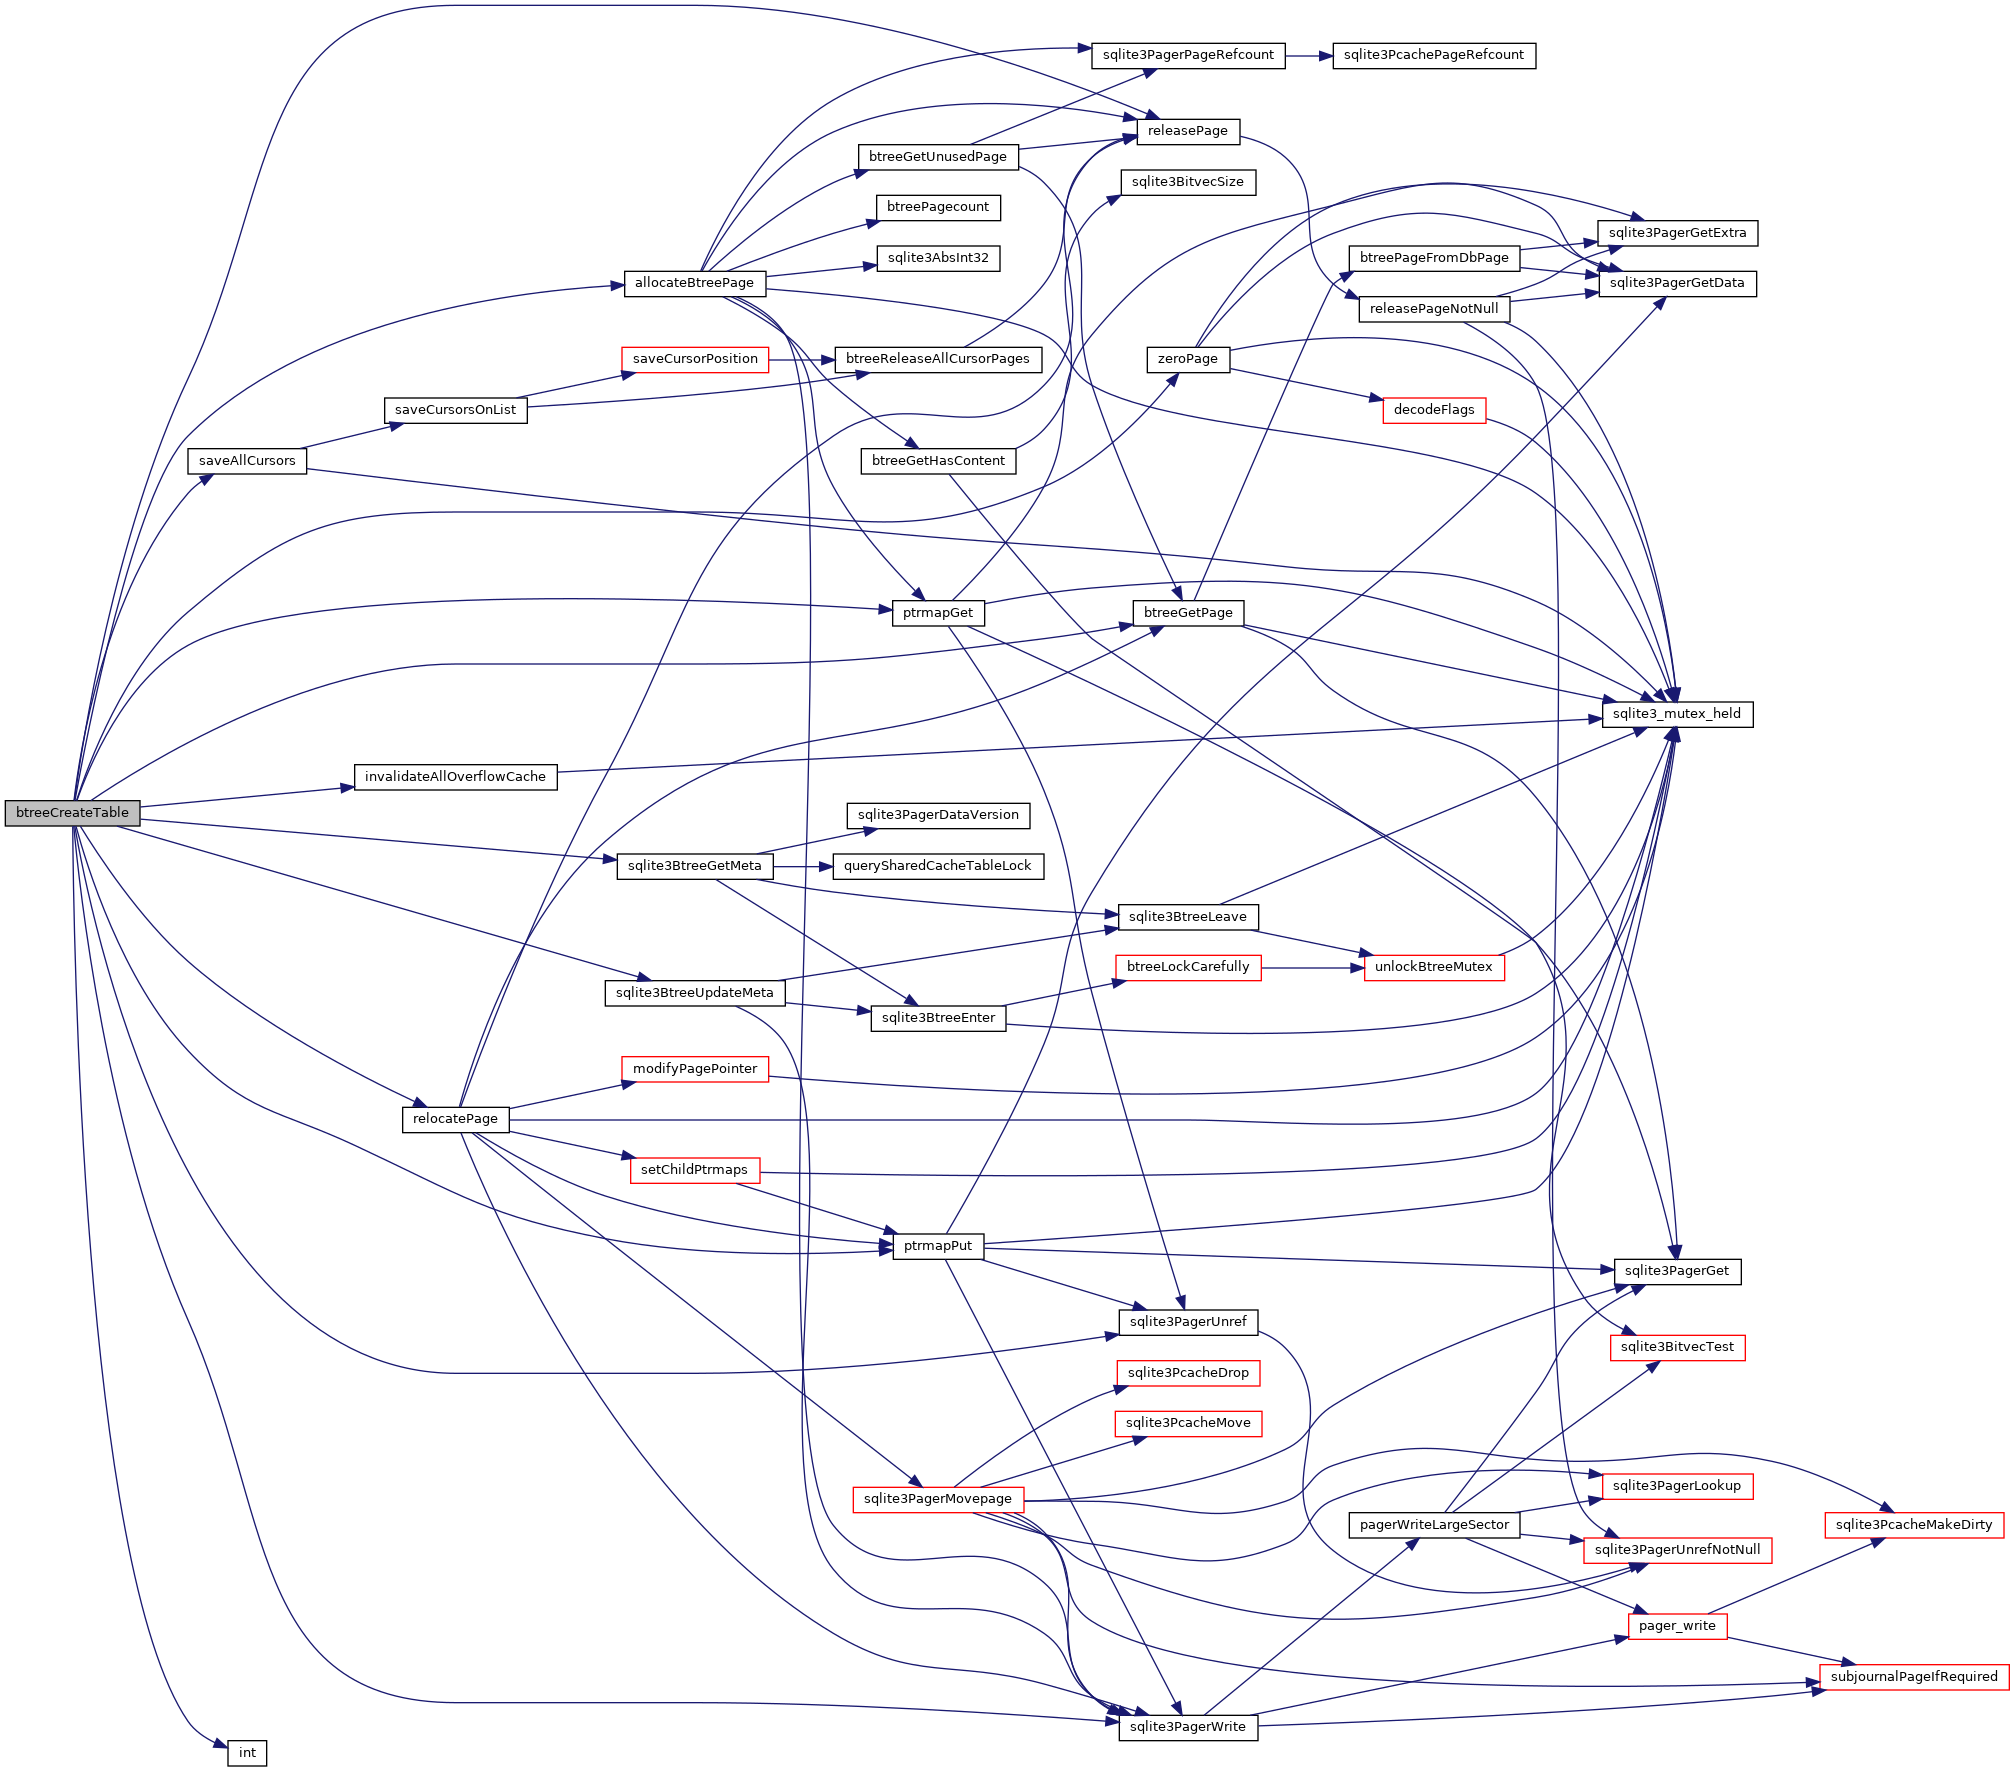 sqlite3PagerPageRefcount
sqlite3PcachePageRefcount
releasePage
btreeGetUnusedPage
sqlite3BitvecSize
btreePagecount
sqlite3PagerGetExtra
sqlite3AbsInt32
btreePageFromDbPage
allocateBtreePage
sqlite3PagerGetData
releasePageNotNull
saveCursorPosition
btreeReleaseAllCursorPages
zeroPage
saveCursorsOnList
decodeFlags
saveAllCursors
btreeGetHasContent
ptrmapGet
btreeGetPage
sqlite3_mutex_held
invalidateAllOverflowCache
btreeCreateTable
sqlite3PagerDataVersion
sqlite3BtreeGetMeta
querySharedCacheTableLock
sqlite3BtreeLeave
btreeLockCarefully
unlockBtreeMutex
sqlite3BtreeUpdateMeta
sqlite3BtreeEnter
modifyPagePointer
relocatePage
setChildPtrmaps
ptrmapPut
sqlite3PagerGet
sqlite3PagerUnref
sqlite3BitvecTest
sqlite3PcacheDrop
sqlite3PcacheMove
sqlite3PagerLookup
sqlite3PagerMovepage
pagerWriteLargeSector
sqlite3PcacheMakeDirty
sqlite3PagerUnrefNotNull
pager_write
subjournalPageIfRequired
sqlite3PagerWrite
int